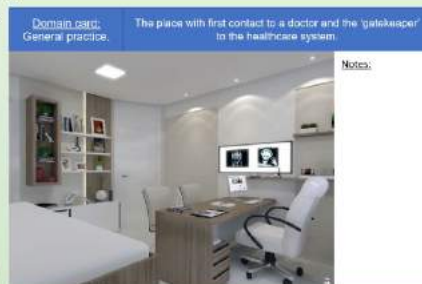 Domain card:
General practice.
The place with first contact to a doctor and the 'gatekeeper'
to the healthcare system.
Notes: